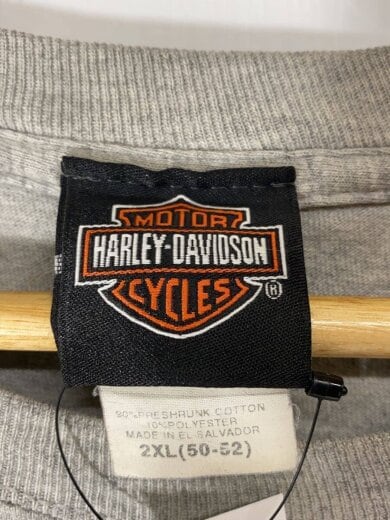 MOTOR
HARLEY-DAVIDSON
CYCLES
®
90% PRESHRUNK COTTON
10% POLYESTER
MADE IN EL SALVADOR
2XL (50-52)